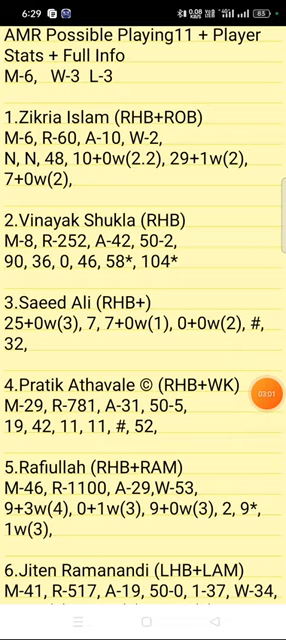 6:29
0.08 KB/S
83
AMR Possible Playing11 + Player
Stats + Full Info
M-6, W-3 L-3
1.Zikria Islam (RHB+ROB)
M-6, R-60, A-10, W-2,
N, N, 48, 10+0w(2.2), 29+1w(2),
7+0w(2),
2.Vinayak Shukla (RHB)
M-8, R-252, A-42, 50-2,
90, 36, 0, 46, 58*, 104*
3.Saeed Ali (RHB+)
25+0w(3), 7, 7+0w(1), 0+0w(2), #,
32,
4.Pratik Athavale © (RHB+WK)
M-29, R-781, A-31, 50-5,
19, 42, 11, 11, #, 52,
03:01
5.Rafiullah (RHB+RAM)
M-46, R-1100, A-29,W-53,
9+3w(4), 0+1w(3), 9+0w(3), 2, 9*,
1w(3),
6.Jiten Ramanandi (LHB+LAM)
M-41, R-517, A-19, 50-0, 1-37, W-34,